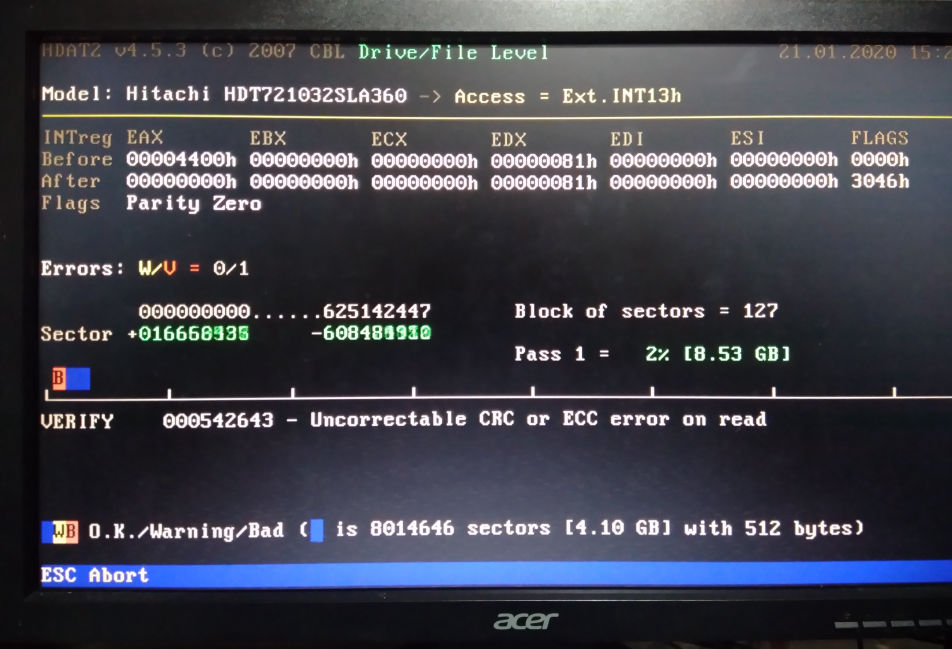 HDAT2 v4.5.3 (c) 2007 CBL Drive/File Level 21.01.2020
Model: Hitachi HDT721032SLA360 -> Access = Ext.INT13h
INTreg EAX EBX ECX EDX EDI ESI FLAGS
Before 00004400h 00000000h 00000000h 00000081h 00000000h 00000000h 0000h
After 00000000h 00000000h 00000000h 00000081h 00000000h 00000000h 3046h
Flags Parity Zero
Errors: W/V = 0/1
000000000......625142447 Block of sectors = 127
Sector
Pass 1 = 2% [8.53 GB]
B
VERIFY 000542643 - Uncorrectable CRC or ECC error on read
WB O.K./Warning/Bad ( is 8014646 sectors [4.10 GB] with 512 bytes)
ESC Abort
acer